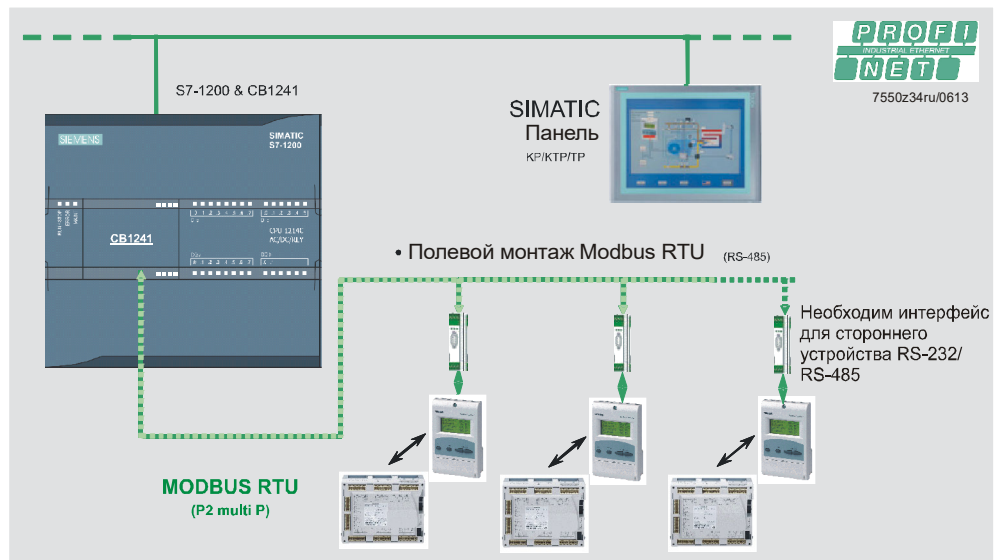 PROFI
INDUSTRIAL ETHERNET
NET
7550z34ru/0613
S7-1200 & CB1241
SIMATIC
Панель
KP/KTP/TP
SIEMENS
SIMATIC
S7-1200
CB1241
CPU 1214C
AC/DC/RLY
• Полевой монтаж Modbus RTU (RS-485)
Необходим интерфейс
для стороннего
устройства RS-232/
RS-485
MODBUS RTU
(P2 multi P)